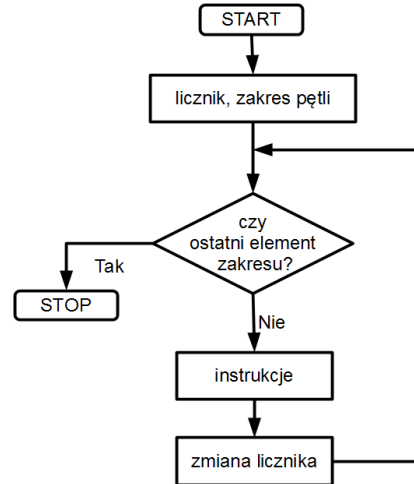 START
licznik, zakres pętli
czy
ostatni element
zakresu?
Tak
STOP
Nie
instrukcje
zmiana licznika